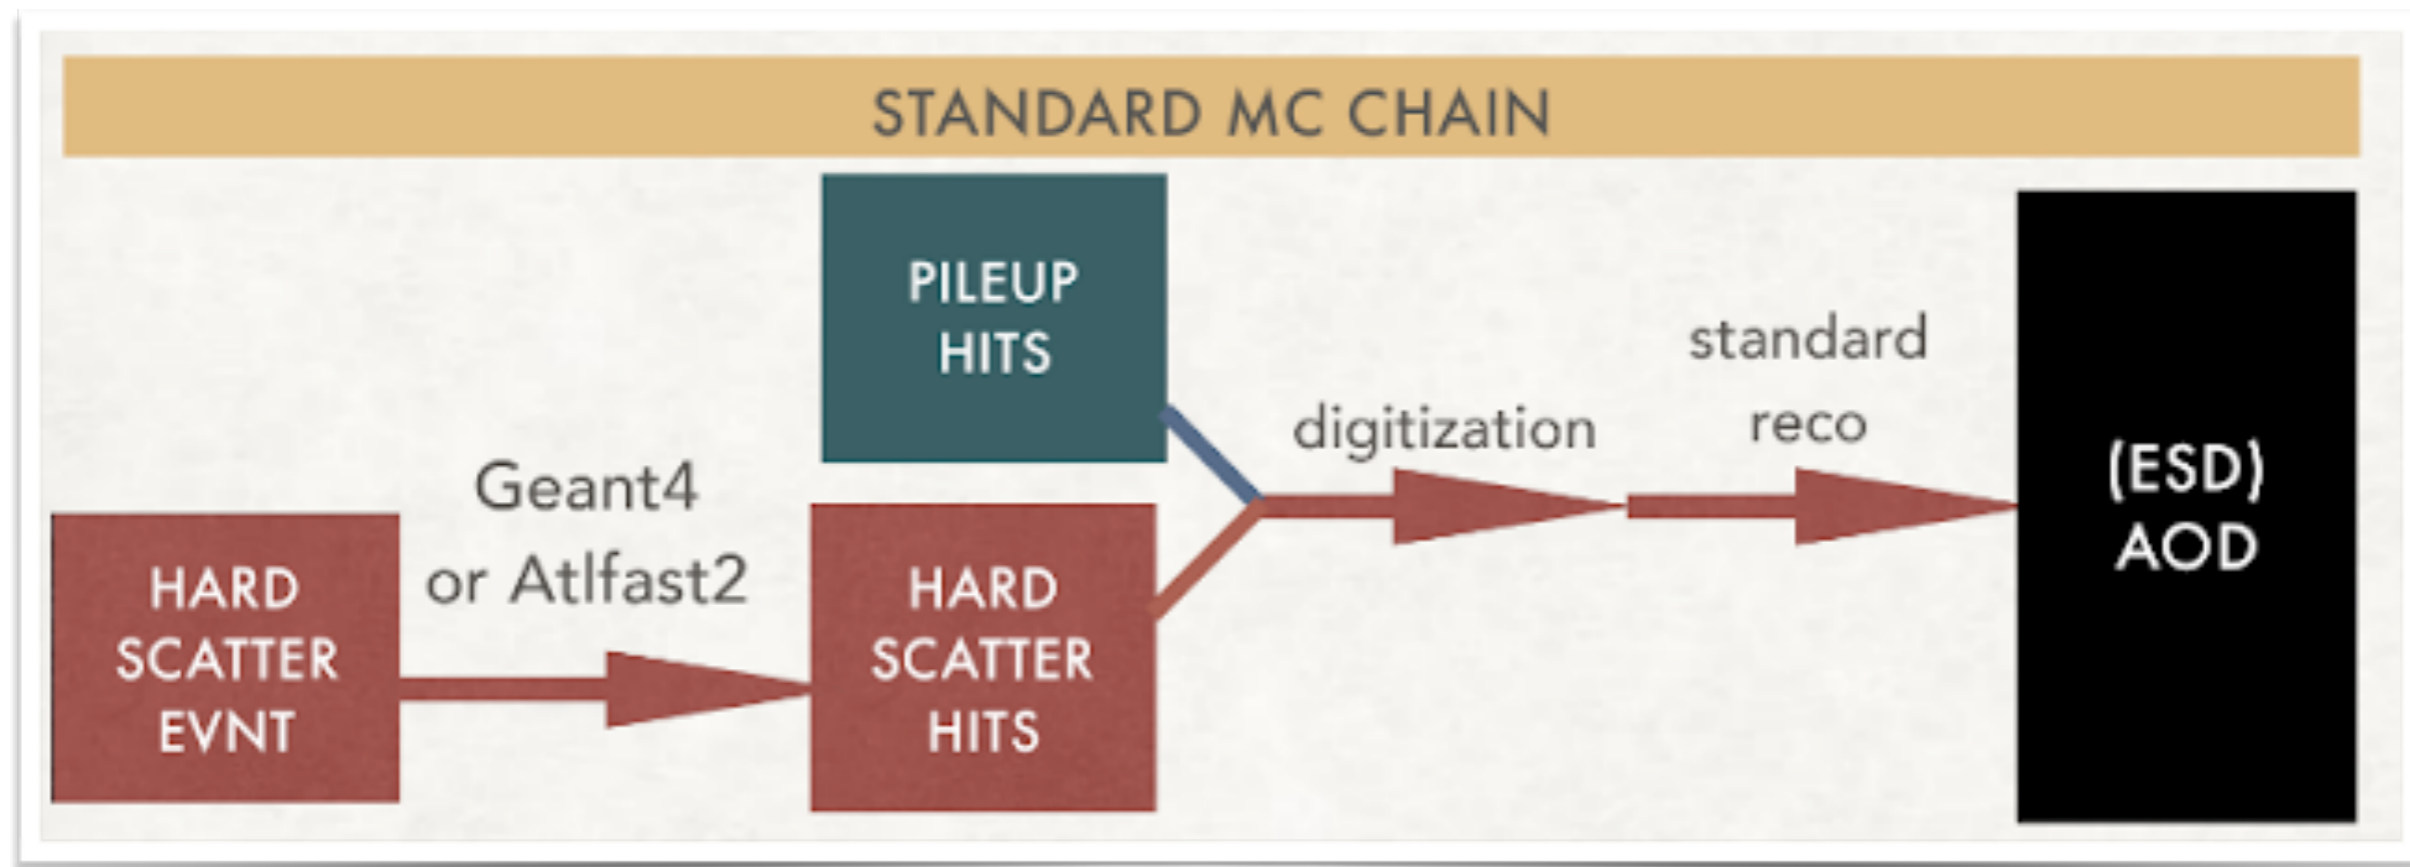 STANDARD MC CHAIN
PILEUP
HITS
standard
reco
digitization
Geant4
or Atlfast2
HARD
SCATTER
EVNT
HARD
SCATTER
HITS
(ESD)
AOD